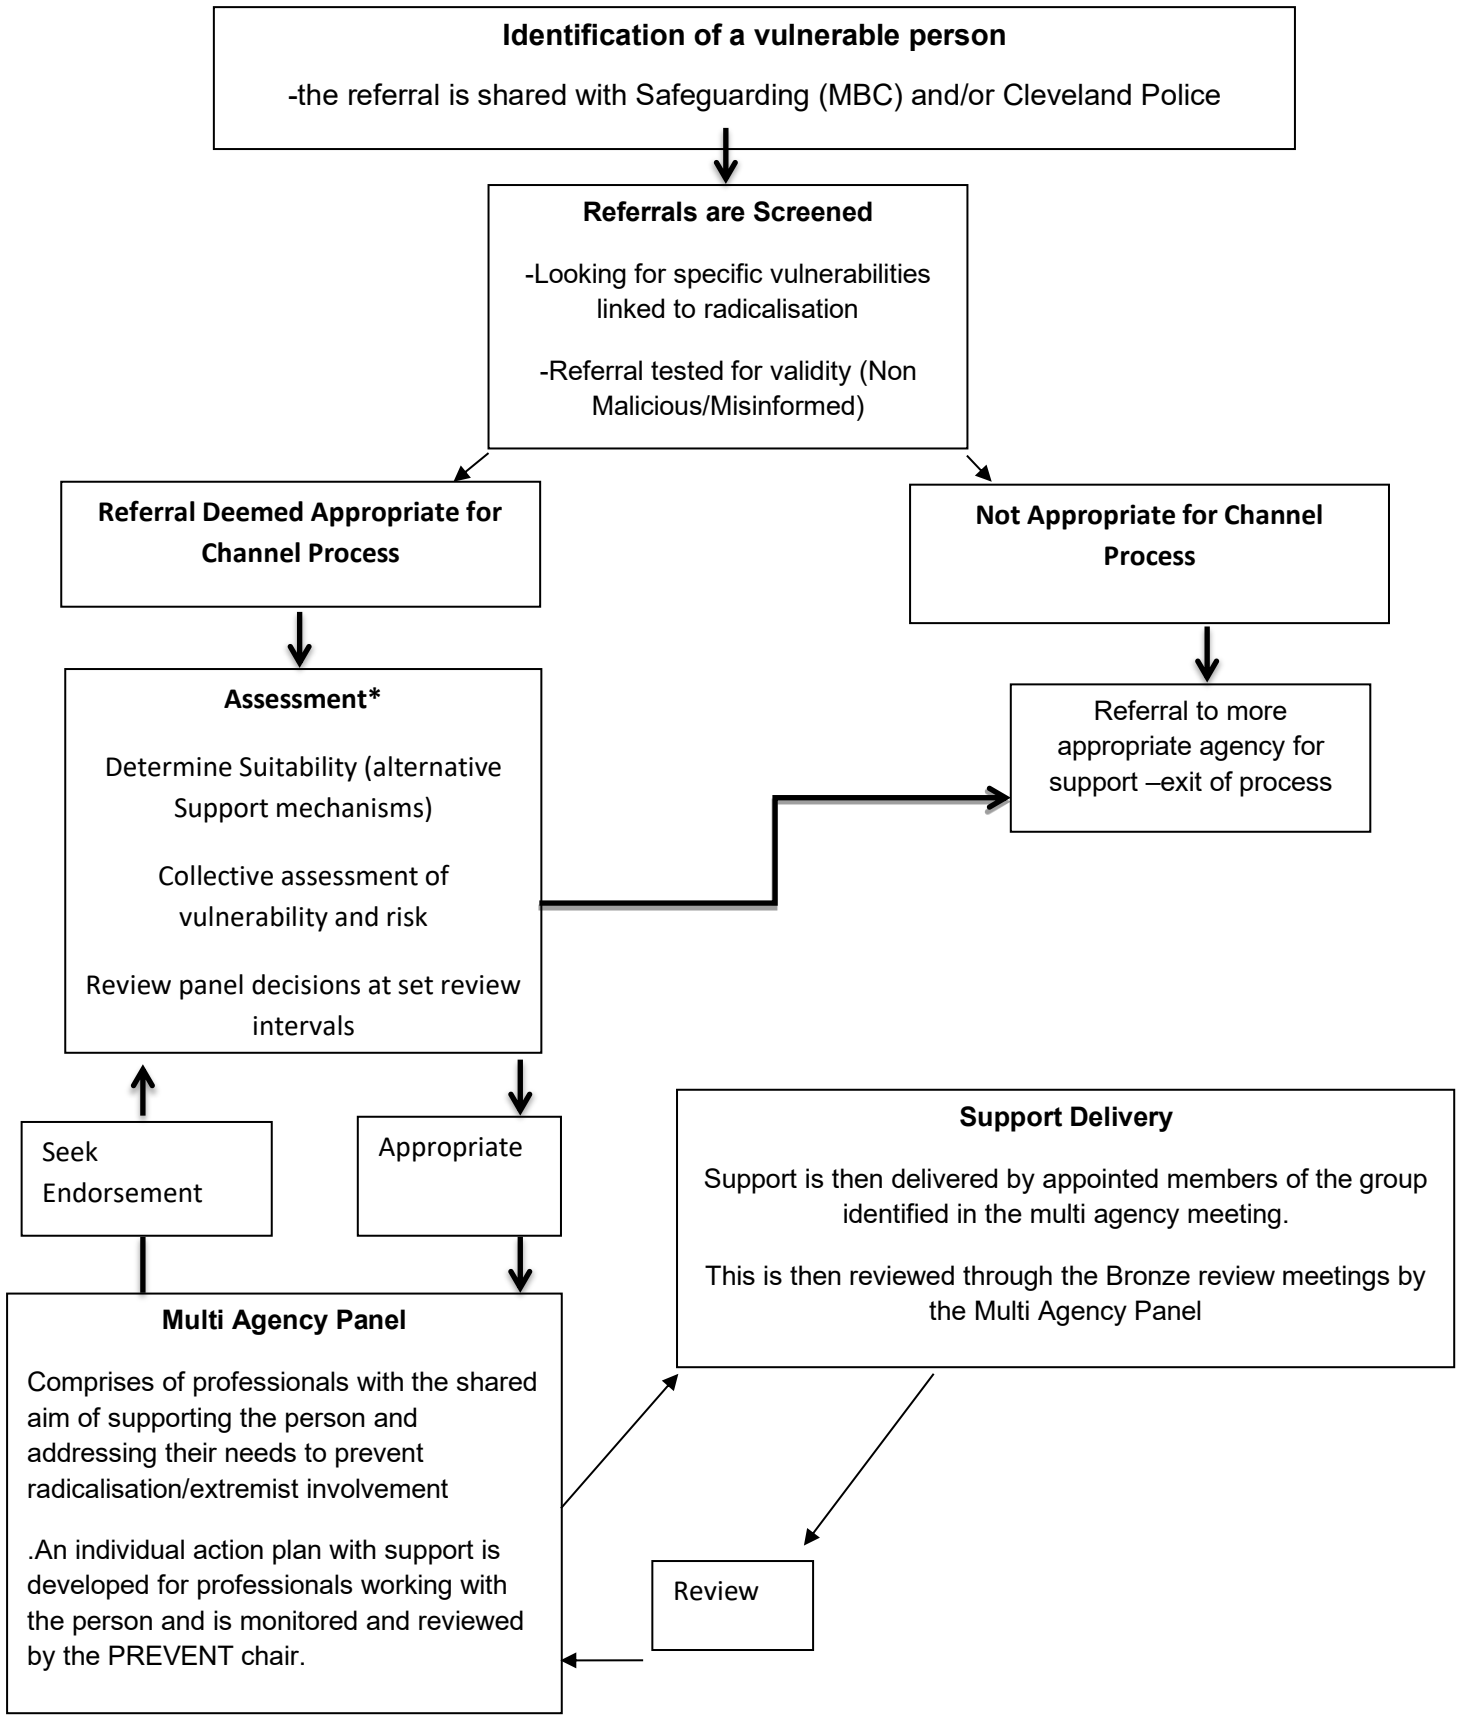 Identification of a vulnerable person
-the referral is shared with Safeguarding (MBC) and/or Cleveland Police
Referrals are Screened
-Looking for specific vulnerabilities
linked to radicalisation
-Referral tested for validity (Non
Malicious/Misinformed)
Referral Deemed Appropriate for
Channel Process
Not Appropriate for Channel
Process
Assessment*
Determine Suitability (alternative
Support mechanisms)
Collective assessment of
vulnerability and risk
Review panel decisions at set review
intervals
Referral to more
appropriate agency for
support –exit of process
Seek
Endorsement
Appropriate
Support Delivery
Support is then delivered by appointed members of the group
identified in the multi agency meeting.
This is then reviewed through the Bronze review meetings by
the Multi Agency Panel
Multi Agency Panel
Comprises of professionals with the shared
aim of supporting the person and
addressing their needs to prevent
radicalisation/extremist involvement
.An individual action plan with support is
developed for professionals working with
the person and is monitored and reviewed
by the PREVENT chair.
Review